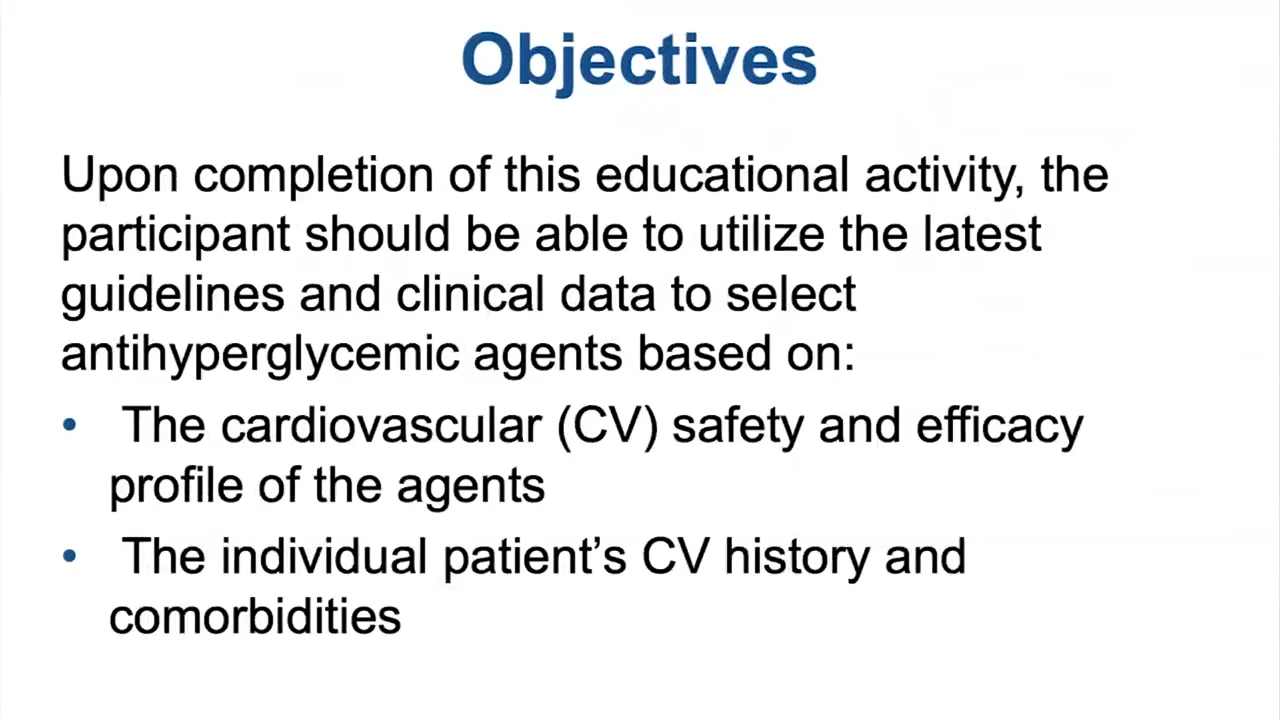 Objectives
Upon completion of this educational activity, the
participant should be able to utilize the latest
guidelines and clinical data to select
antihyperglycemic agents based on:
• The cardiovascular (CV) safety and efficacy
profile of the agents
• The individual patient’s CV history and
comorbidities